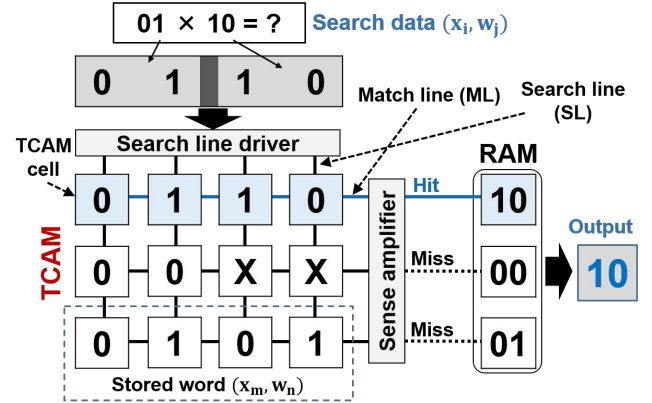 01 × 10 = ?
Search data (xᵢ, wⱼ)
0 1 1 0
Match line (ML)
Search line (SL)
Search line driver
TCAM cell
RAM
TCAM
0 1 1 0
Hit
10
Output
0 0 X X
Sense amplifier
Miss
00
10
0 1 0 1
Miss
01
Stored word (xₘ, wₙ)